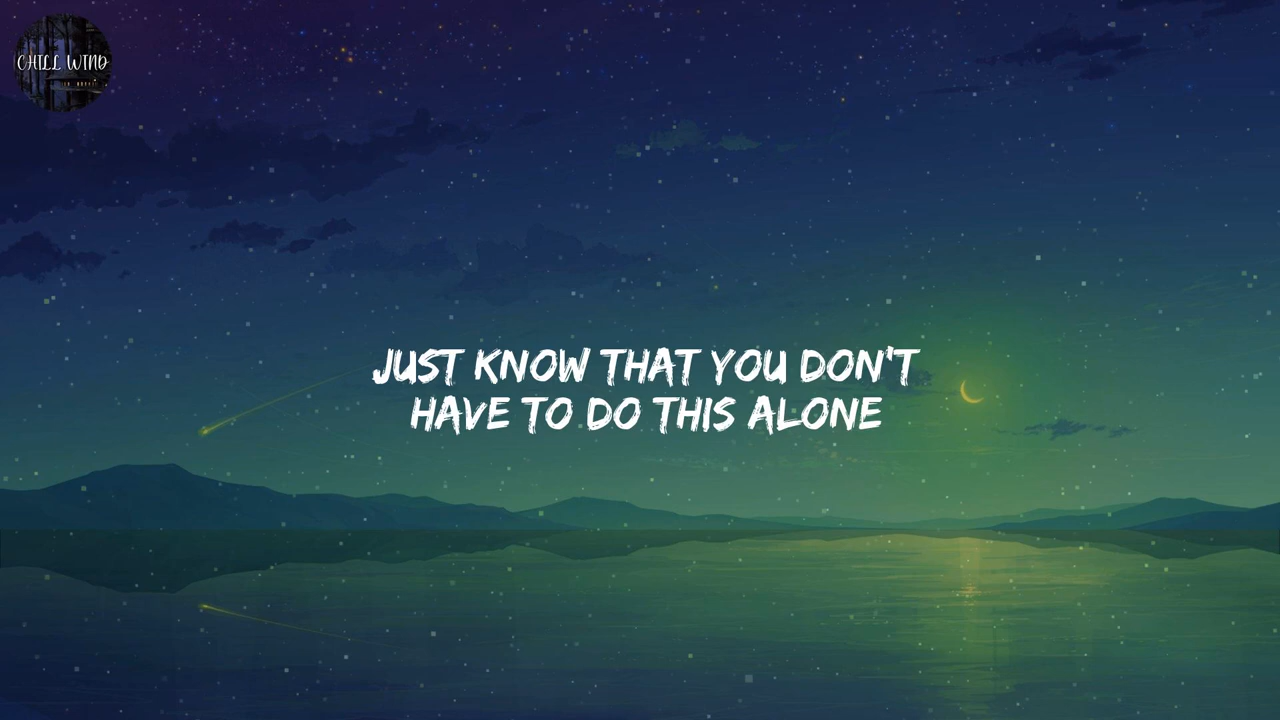 CHILL WIND
JUST KNOW THAT YOU DON'T
HAVE TO DO THIS ALONE